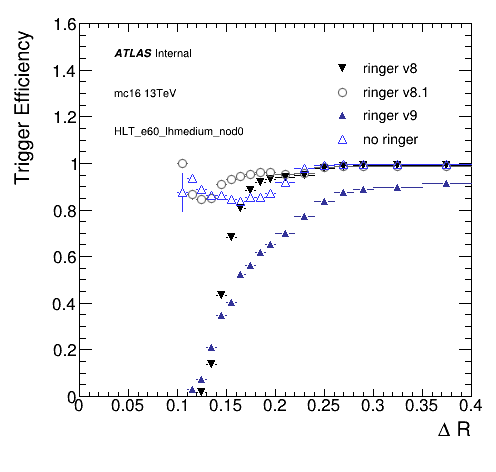 1.6
Trigger Efficiency
1.4
1.2
1
0.8
0.6
0.4
0.2
0
ATLAS Internal
mc16 13TeV
HLT_e60_lhmedium_nod0
ringer v8
ringer v8.1
ringer v9
no ringer
0 0.05 0.1 0.15 0.2 0.25 0.3 0.35 0.4
Δ R